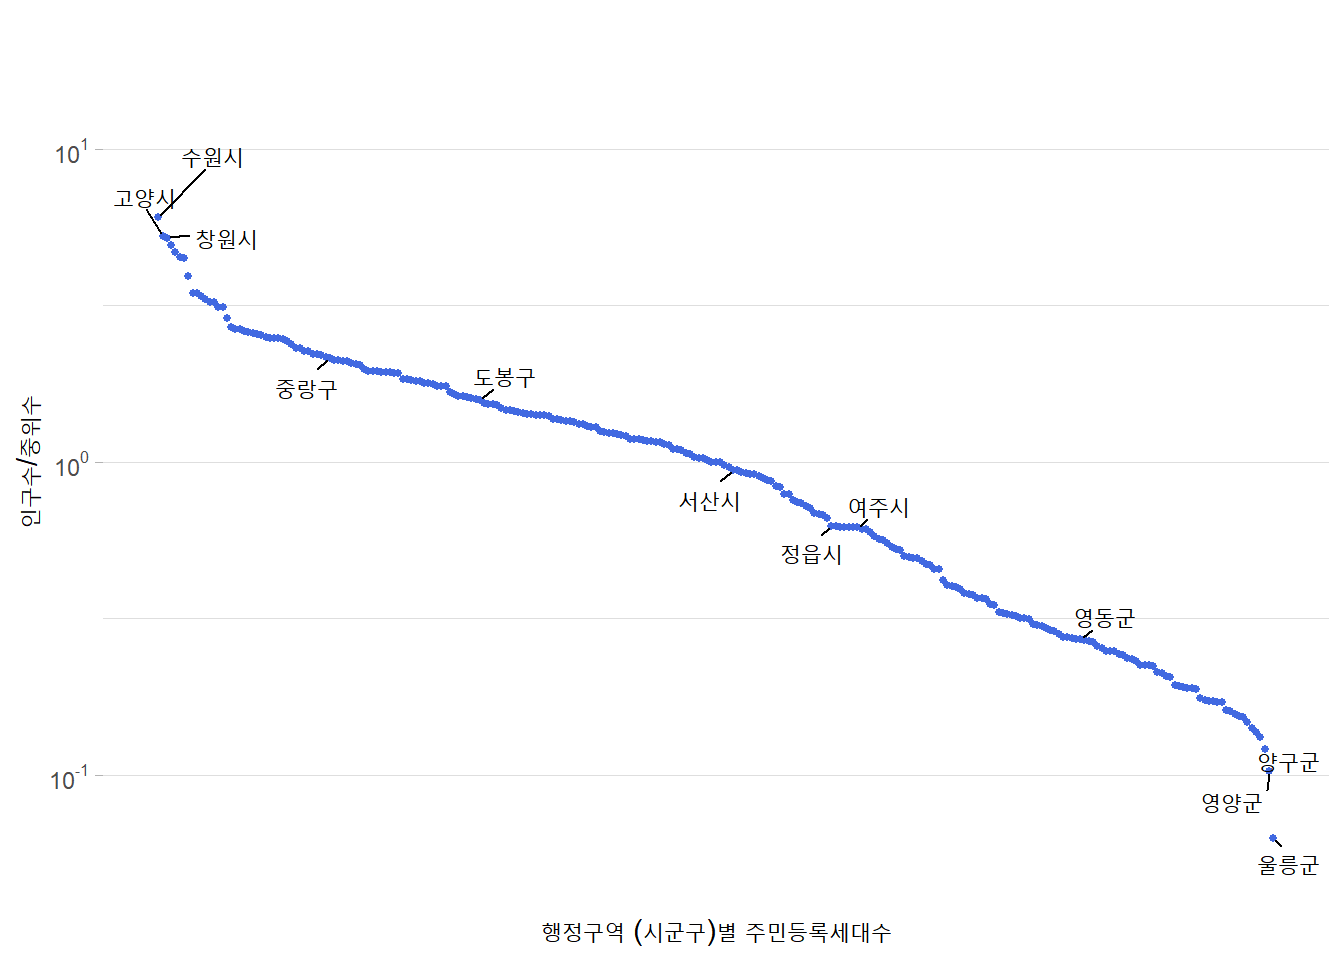 10¹
수원시
고양시
창원시
중랑구
도봉구
인구수/중위수
10⁰
서산시
여주시
정읍시
영동군
양구군
10⁻¹
영양군
울릉군
행정구역 (시군구)별 주민등록세대수